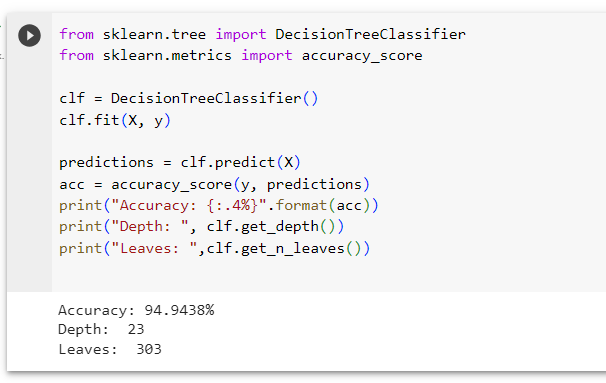 from sklearn.tree import DecisionTreeClassifier
from sklearn.metrics import accuracy_score
clf = DecisionTreeClassifier()
clf.fit(X, y)
predictions = clf.predict(X)
acc = accuracy_score(y, predictions)
print("Accuracy: {:.4%}".format(acc))
print("Depth: ", clf.get_depth())
print("Leaves: ",clf.get_n_leaves())
Accuracy: 94.9438%
Depth:  23
Leaves:  303